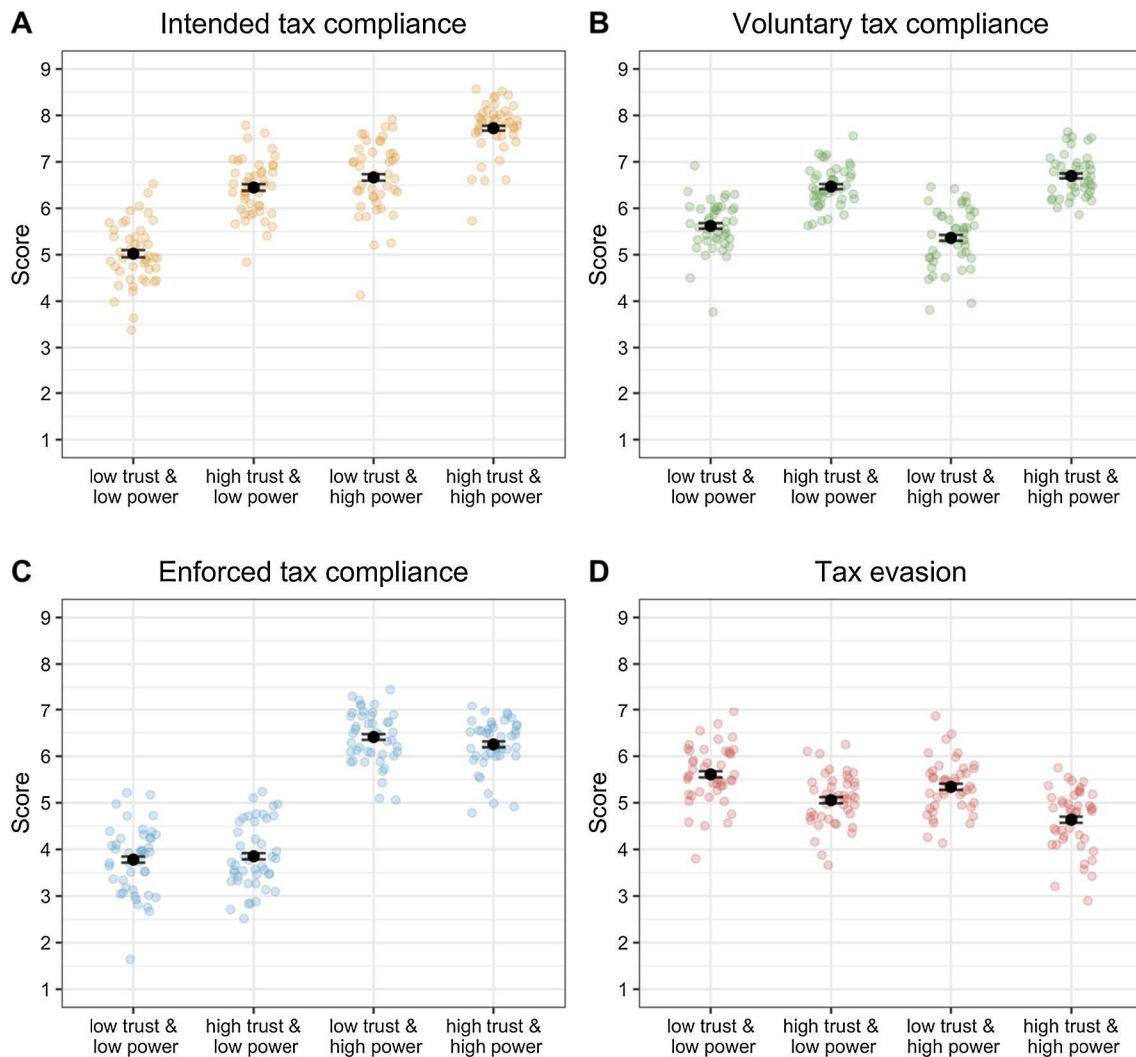 A Intended tax compliance
Score
9
8
7
6
5
4
3
2
1
low trust & high trust & low trust & high trust &
low power low power high power high power
B Voluntary tax compliance
Score
9
8
7
6
5
4
3
2
1
low trust & high trust & low trust & high trust &
low power low power high power high power
C Enforced tax compliance
Score
9
8
7
6
5
4
3
2
1
low trust & high trust & low trust & high trust &
low power low power high power high power
D Tax evasion
Score
9
8
7
6
5
4
3
2
1
low trust & high trust & low trust & high trust &
low power low power high power high power